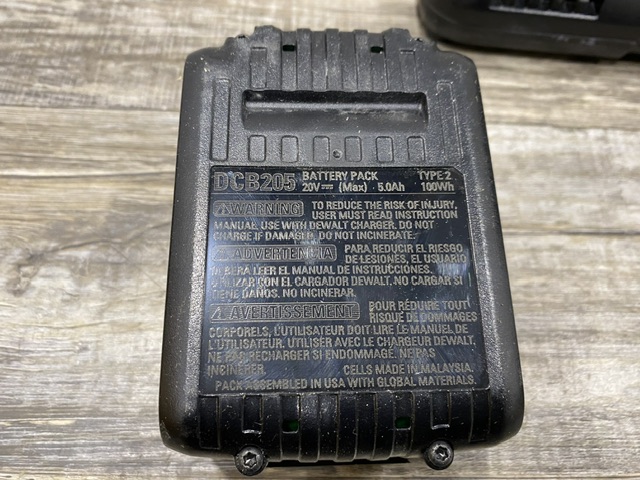 DCB205 BATTERY PACK TYPE 2
20V ⎓ (Max) 5.0Ah 100Wh
⚠WARNING TO REDUCE THE RISK OF INJURY,
USER MUST READ INSTRUCTION
MANUAL. USE WITH DEWALT CHARGER. DO NOT
CHARGE IF DAMAGED. DO NOT INCINERATE.
⚠ADVERTENCIA PARA REDUCIR EL RIESGO
DE LESIONES, EL USUARIO
DEBERÁ LEER EL MANUAL DE INSTRUCCIONES.
UTILIZAR CON EL CARGADOR DEWALT. NO CARGAR SI
TIENE DAÑOS. NO INCINERAR.
⚠AVERTISSEMENT POUR RÉDUIRE TOUT
RISQUE DE DOMMAGES
CORPORELS, L'UTILISATEUR DOIT LIRE LE MANUEL DE
L'UTILISATEUR. UTILISER AVEC LE CHARGEUR DEWALT.
NE PAS RECHARGER SI ENDOMMAGÉ. NE PAS
INCINÉRER. CELLS MADE IN MALAYSIA.
PACK ASSEMBLED IN USA WITH GLOBAL MATERIALS.